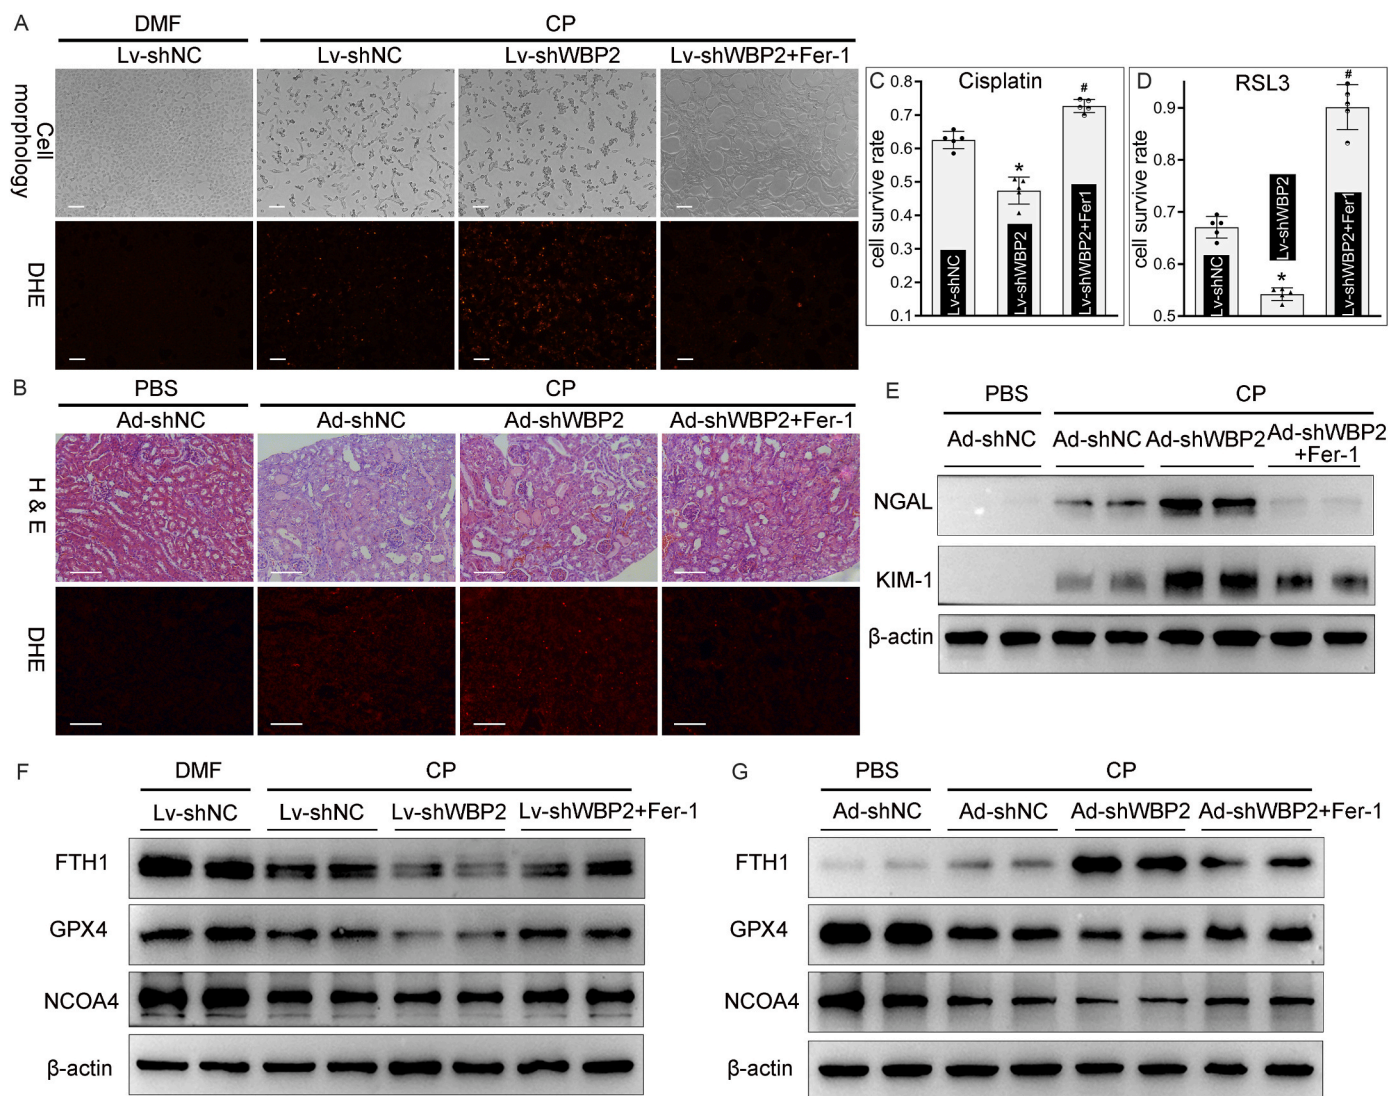 A
DMF
CP
Lv-shNC
Lv-shNC
Lv-shWBP2
Lv-shWBP2+Fer-1
Cell
morphology
DHE
B
PBS
CP
Ad-shNC
Ad-shNC
Ad-shWBP2
Ad-shWBP2+Fer-1
H & E
DHE
C
Cisplatin
cell survive rate
0.8
0.7
0.6
0.5
0.4
0.3
0.2
0.1
*
#
Lv-shNC
Lv-shWBP2
Lv-shWBP2+Fer1
D
RSL3
cell survive rate
0.9
0.8
0.7
0.6
0.5
*
#
Lv-shNC
Lv-shWBP2
Lv-shWBP2+Fer1
E
PBS
CP
Ad-shNC
Ad-shNC
Ad-shWBP2
Ad-shWBP2
+Fer-1
NGAL
KIM-1
β-actin
F
DMF
CP
Lv-shNC
Lv-shNC
Lv-shWBP2
Lv-shWBP2+Fer-1
FTH1
GPX4
NCOA4
β-actin
G
PBS
CP
Ad-shNC
Ad-shNC
Ad-shWBP2
Ad-shWBP2+Fer-1
FTH1
GPX4
NCOA4
β-actin